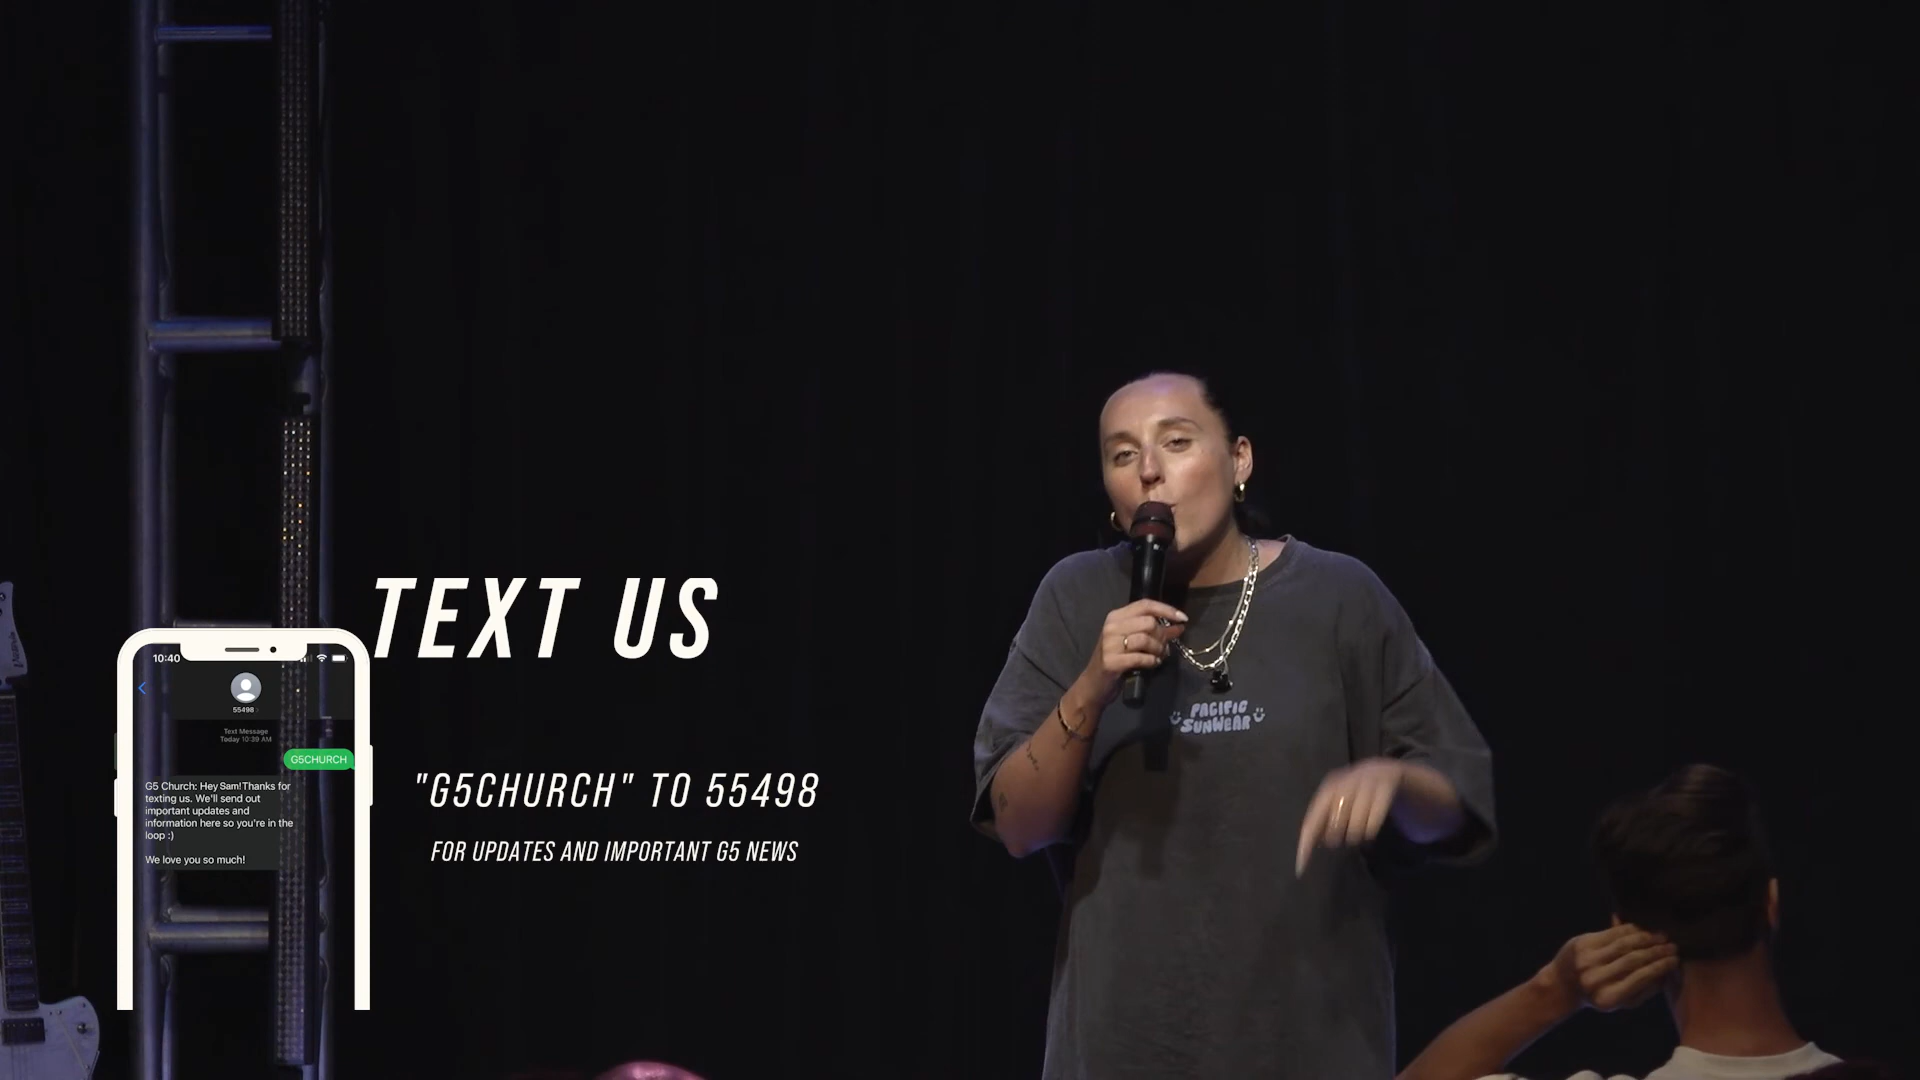 TEXT US
10:40
55498
Text Message
Today 10:39 AM
G5CHURCH
G5 Church: Hey Sam!Thanks for
texting us. We'll send out
important updates and
information here so you're in the
loop :)
We love you so much!
"G5CHURCH" TO 55498
FOR UPDATES AND IMPORTANT G5 NEWS
PACIFIC
SUNWEAR